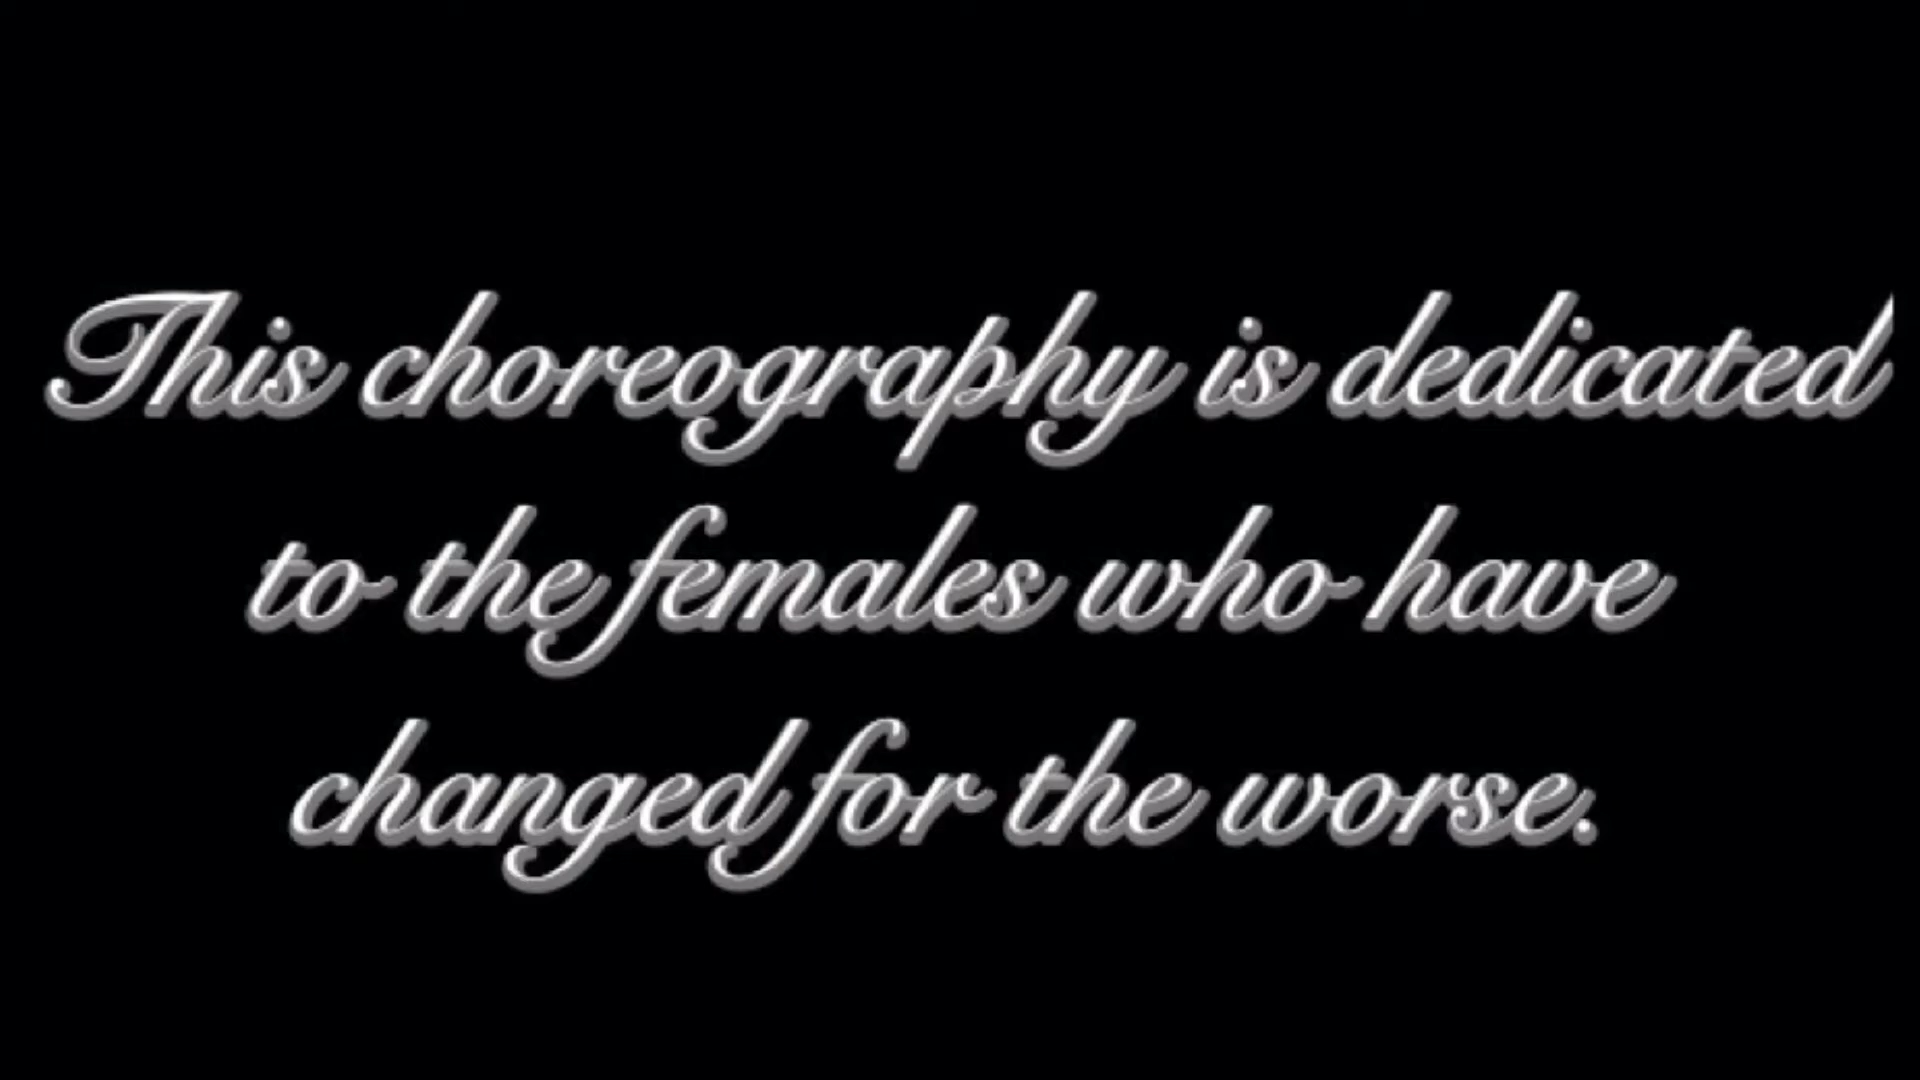 This choreography is dedicated
to the females who have
changed for the worse.